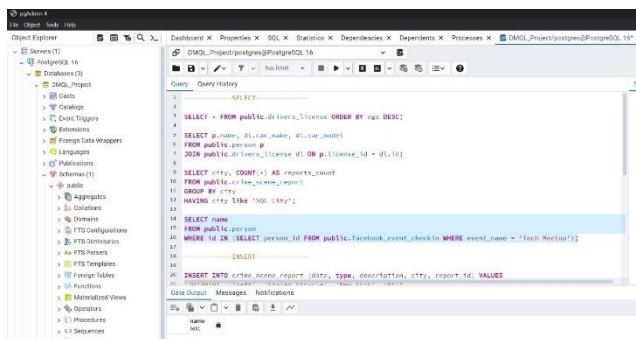 pgAdmin 4
File Object Tools Help
Object Explorer
Dashboard X Properties X SQL X Statistics X Dependencies X Dependents X Processes X DMQL_Project/postgres@PostgreSQL 16*
Servers (1)
DMQL_Project/postgres@PostgreSQL 16
PostgreSQL 16
Databases (3)
No limit
DMQL_Project
Query Query History
Casts
Catalogs
Event Triggers
Extensions
Foreign Data Wrappers
Languages
Publications
Schemas (1)
public
Aggregates
Collations
Domains
FTS Configurations
FTS Dictionaries
FTS Parsers
FTS Templates
Foreign Tables
Functions
Materialized Views
Operators
Procedures
Sequences
1 -------------SELECT-------------
2
3 SELECT * FROM public.drivers_license ORDER BY age DESC;
4
5 SELECT p.name, dl.car_make, dl.car_model
6 FROM public.person p
7 JOIN public.drivers_license dl ON p.license_id = dl.id;
8
9 SELECT city, COUNT(*) AS reports_count
10 FROM public.crime_scene_report
11 GROUP BY city
12 HAVING city like 'SQL City';
13
14 SELECT name
15 FROM public.person
16 WHERE id IN (SELECT person_id FROM public.facebook_event_checkin WHERE event_name = 'Tech Meetup');
17
18 -------------INSERT-------------
19
20 INSERT INTO crime_scene_report (date, type, description, city, report_id) VALUES
Data Output Messages Notifications
name
text